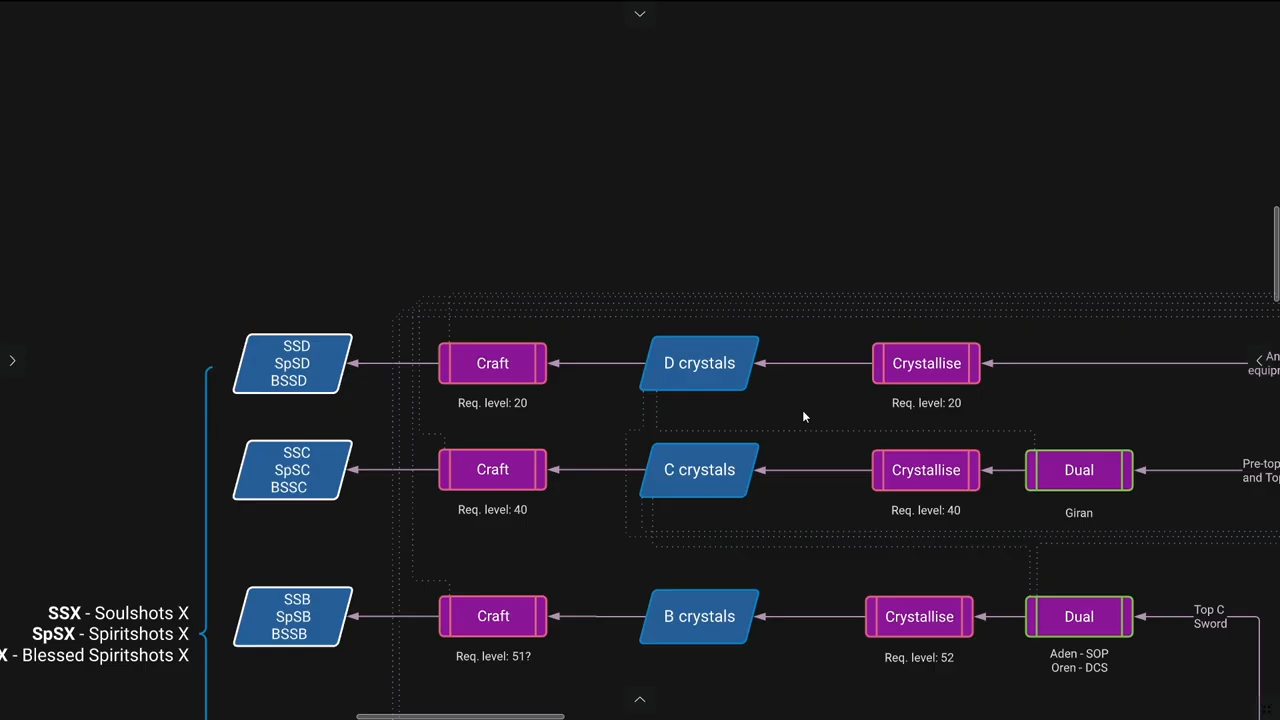 SSD
SpSD
BSSD
Craft
D crystals
Crystallise
Req. level: 20
Req. level: 20
SSC
SpSC
BSSC
Craft
C crystals
Crystallise
Dual
Pre-top
and Top
Req. level: 40
Req. level: 40
Giran
SSB
SpSB
BSSB
Craft
B crystals
Crystallise
Dual
Top C
Sword
Req. level: 51?
Req. level: 52
Aden - SOP
Oren - DCS
SSX - Soulshots X
SpSX - Spiritshots X
X - Blessed Spiritshots X